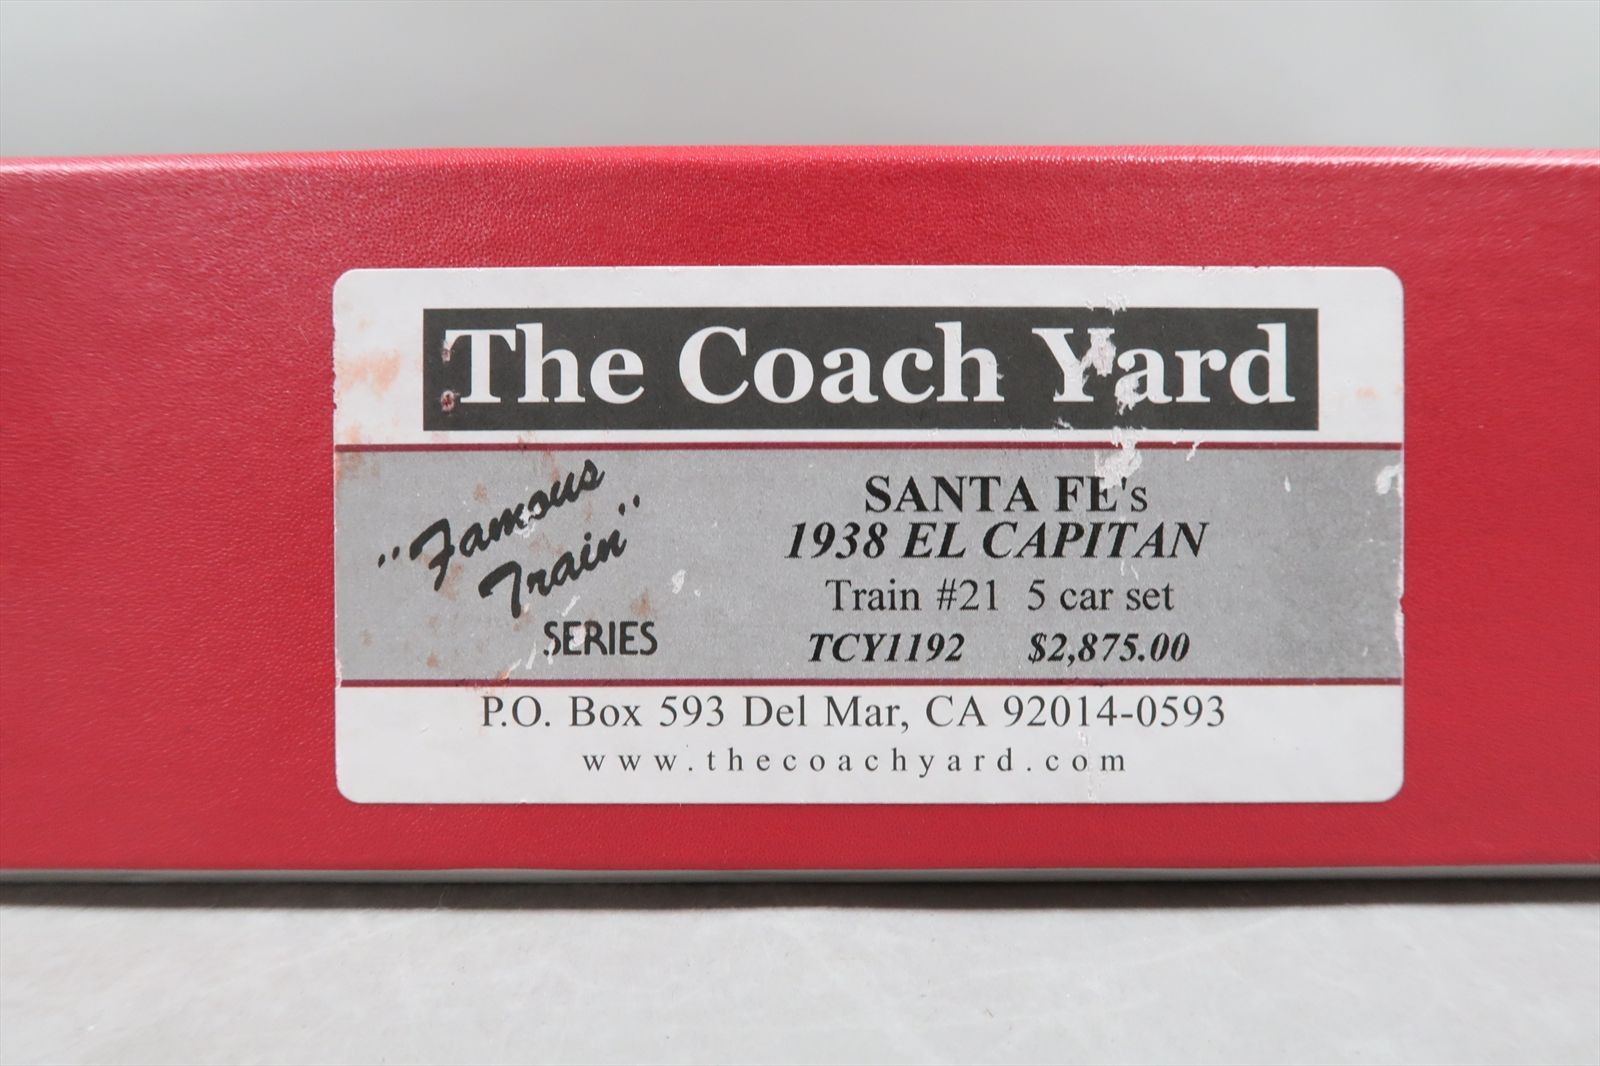 The Coach Yard
"Famous
Train"
SERIES
SANTA FE's
1938 EL CAPITAN
Train #21 5 car set
TCY1192 $2,875.00
P.O. Box 593 Del Mar, CA 92014-0593
www.thecoachyard.com